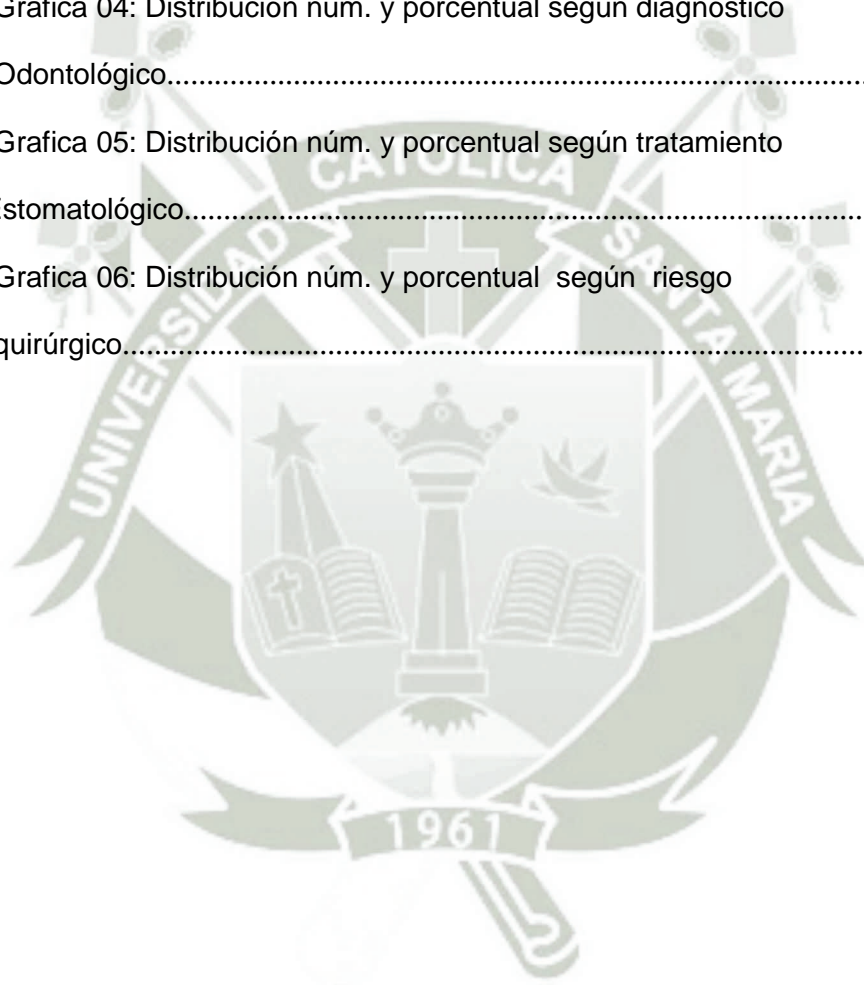 Grafica 04: Distribución núm. y porcentual según diagnóstico
Odontológico...................................................................................
Grafica 05: Distribución núm. y porcentual según tratamiento
Estomatológico................................................................................
Grafica 06: Distribución núm. y porcentual según riesgo
quirúrgico........................................................................................
UNIVERSIDAD CATOLICA SANTA MARIA
1961